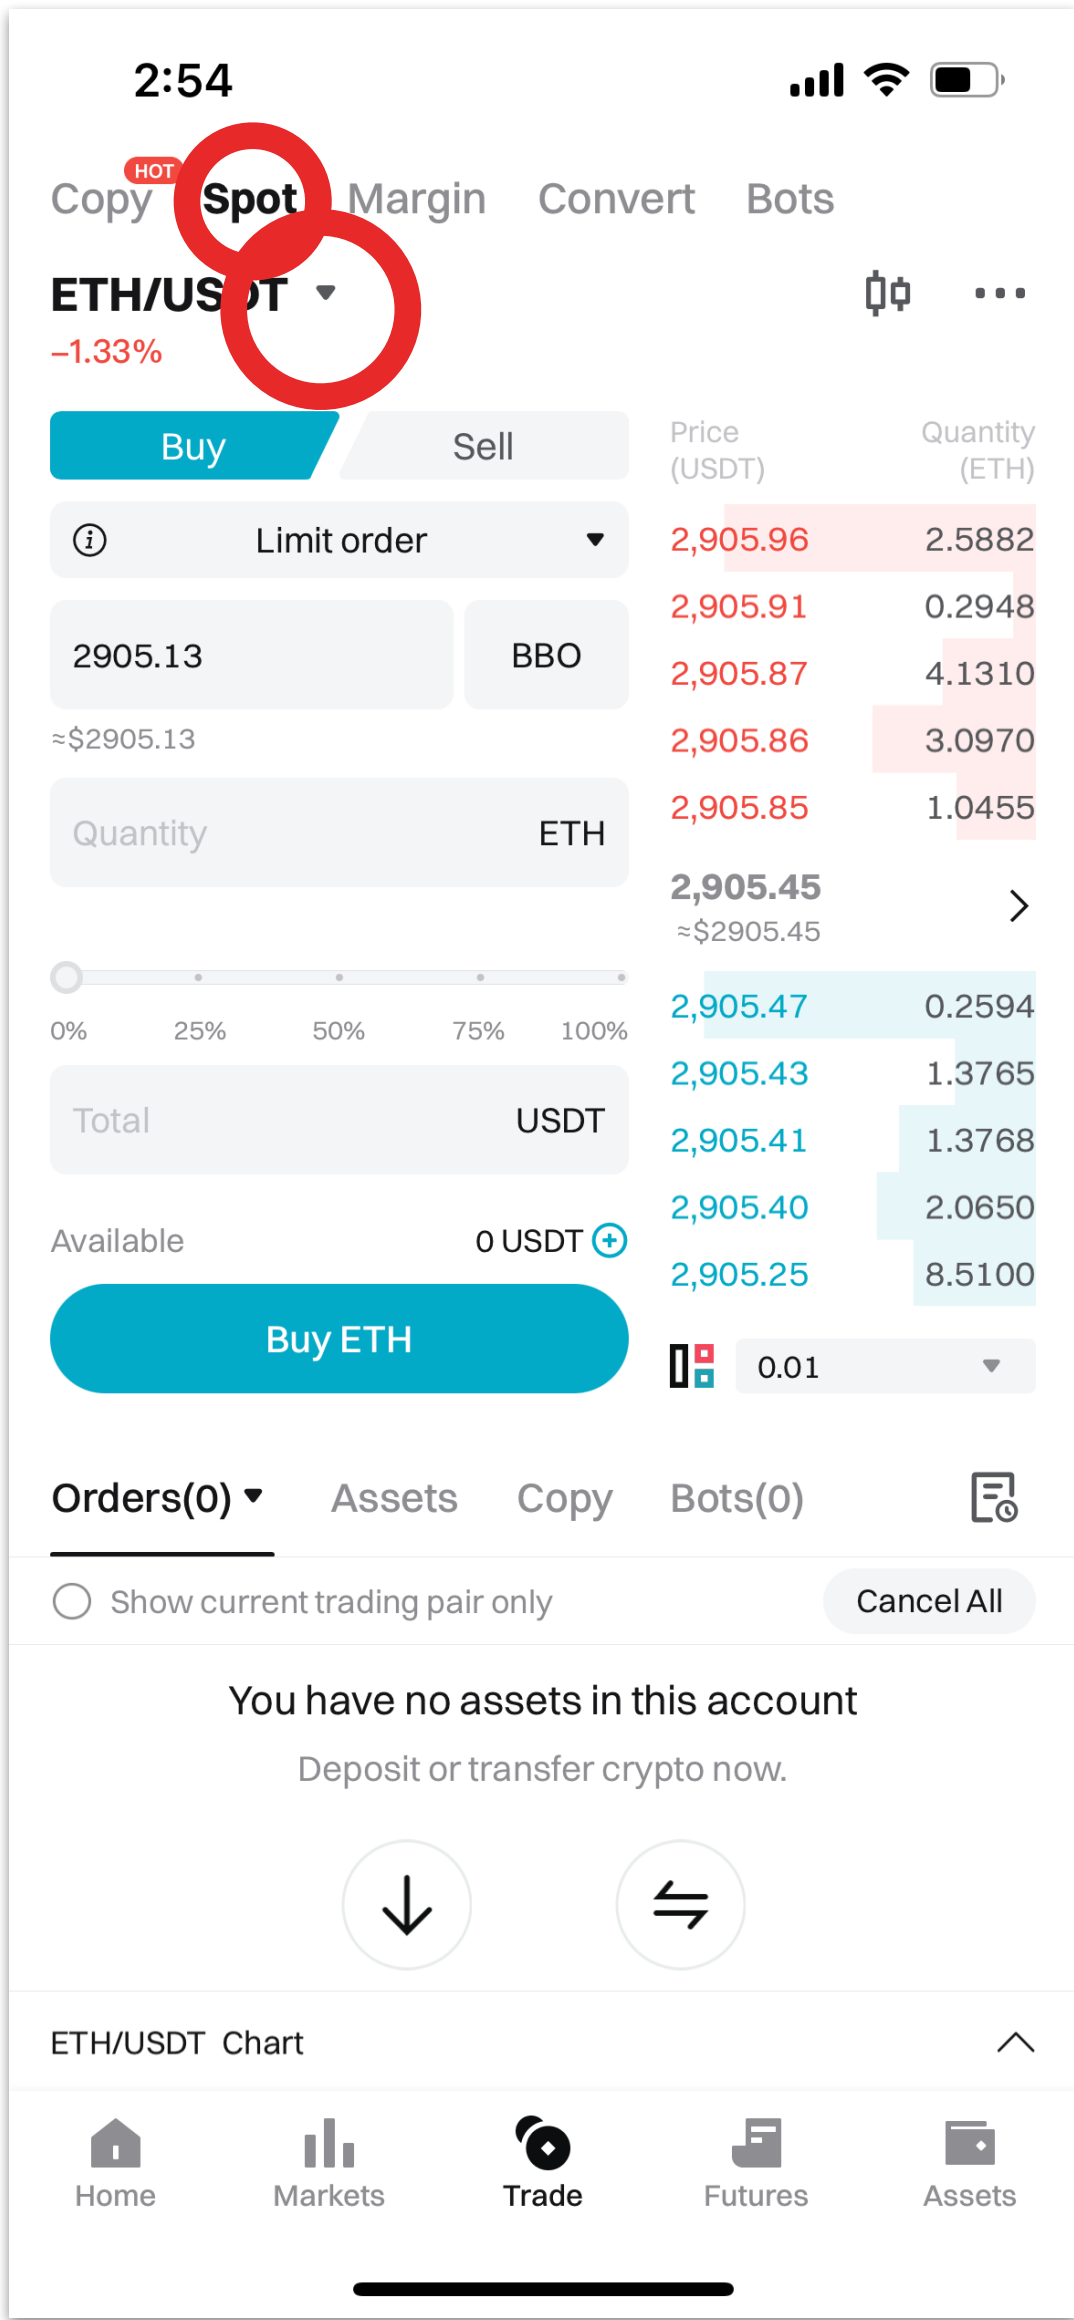 2:54
HOT
Copy Spot Margin Convert Bots
ETH/USDT
–1.33%
Buy Sell
Limit order
2905.13 BBO
≈$2905.13
Quantity ETH
0% 25% 50% 75% 100%
Total USDT
Available 0 USDT
Buy ETH
Price Quantity
(USDT) (ETH)
2,905.96 2.5882
2,905.91 0.2948
2,905.87 4.1310
2,905.86 3.0970
2,905.85 1.0455
2,905.45
≈$2905.45
2,905.47 0.2594
2,905.43 1.3765
2,905.41 1.3768
2,905.40 2.0650
2,905.25 8.5100
0.01
Orders(0) Assets Copy Bots(0)
Show current trading pair only Cancel All
You have no assets in this account
Deposit or transfer crypto now.
ETH/USDT Chart
Home Markets Trade Futures Assets